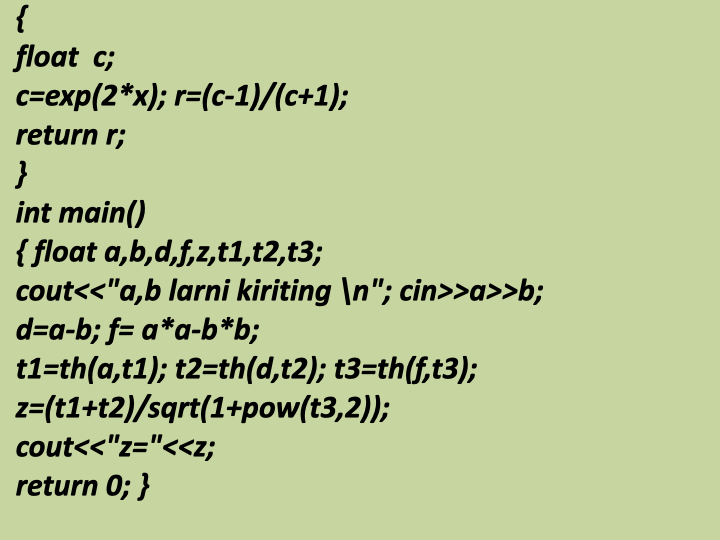 {
float  c;
c=exp(2*x); r=(c-1)/(c+1);
return r;
}
int main()
{ float a,b,d,f,z,t1,t2,t3;
cout<<"a,b larni kiriting \n"; cin>>a>>b;
d=a-b; f= a*a-b*b;
t1=th(a,t1); t2=th(d,t2); t3=th(f,t3);
z=(t1+t2)/sqrt(1+pow(t3,2));
cout<<"z="<<z;
return 0; }